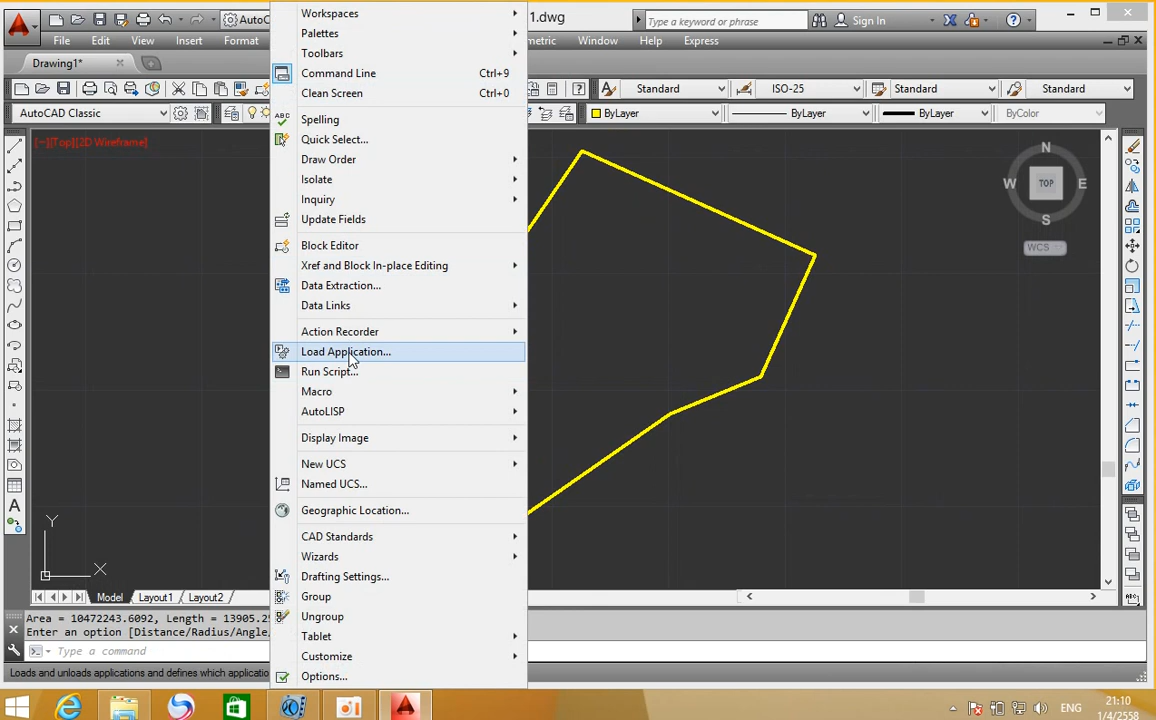 AutoC
1.dwg
Type a keyword or phrase
Sign In
File
Edit
View
Insert
Format
metric
Window
Help
Express
Drawing1*
AutoCAD Classic
Standard
ISO-25
Standard
Standard
ByLayer
ByLayer
ByLayer
ByColor
[−][Top][2D Wireframe]
Workspaces
Palettes
Toolbars
Command Line Ctrl+9
Clean Screen Ctrl+0
Spelling
Quick Select...
Draw Order
Isolate
Inquiry
Update Fields
Block Editor
Xref and Block In-place Editing
Data Extraction...
Data Links
Action Recorder
Load Application...
Run Script...
Macro
AutoLISP
Display Image
New UCS
Named UCS...
Geographic Location...
CAD Standards
Wizards
Drafting Settings...
Group
Ungroup
Tablet
Customize
Options...
N
W
TOP
E
S
WCS
Y
X
Model
Layout1
Layout2
Area = 10472243.6092, Length = 13905.2
Enter an option [Distance/Radius/Angle/
Type a command
Loads and unloads applications and defines which applicatio
ENG
21:10
1/4/2558